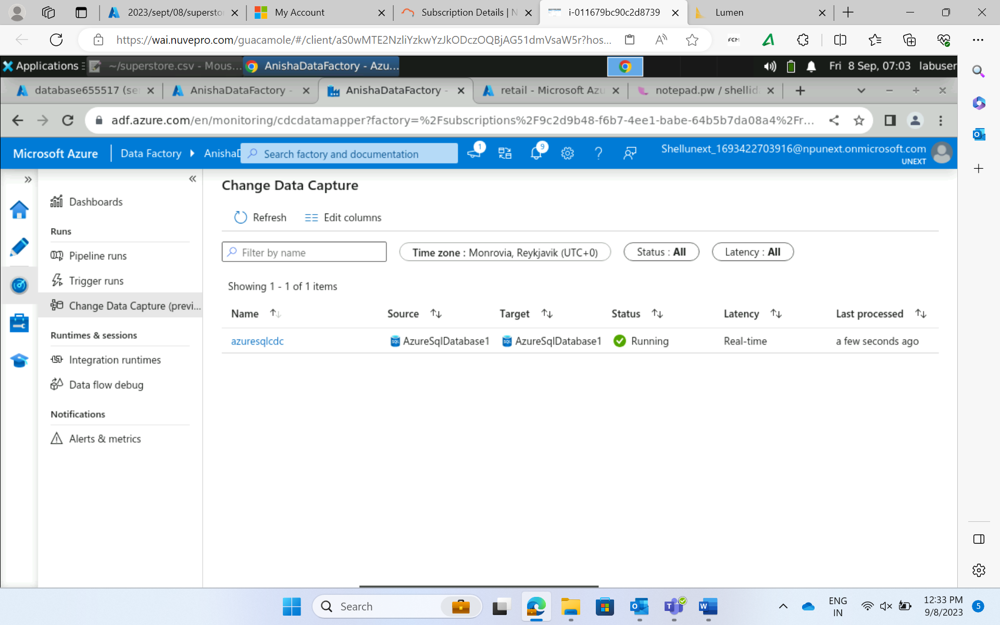 2023/sept/08/supersto
My Account
Subscription Details | N
i-011679bc90c2d8739
Lumen
https://wai.nuvepro.com/guacamole/#/client/aS0wMTE2NzliYzkwYzJkODczOQBjAG51dmVsaW5r?hos...
FCM
Applications
~/superstore.csv - Mous...
AnishaDataFactory - Azu...
Fri 8 Sep, 07:03 labuser
database655517 (se
AnishaDataFactory -
AnishaDataFactory -
retail - Microsoft Azu
notepad.pw / shellid
adf.azure.com/en/monitoring/cdcdatamapper?factory=%2Fsubscriptions%2F9c2d9b48-f6b7-4ee1-babe-64b5b7da08a4%2Fr...
Microsoft Azure
Data Factory
AnishaD
Search factory and documentation
1
9
Shellunext_1693422703916@npunext.onmicrosoft.com
UNEXT
Dashboards
Runs
Pipeline runs
Trigger runs
Change Data Capture (previ...
Runtimes & sessions
Integration runtimes
Data flow debug
Notifications
Alerts & metrics
Change Data Capture
Refresh
Edit columns
Filter by name
Time zone : Monrovia, Reykjavik (UTC+0)
Status : All
Latency : All
Showing 1 - 1 of 1 items
Name
Source
Target
Status
Latency
Last processed
azuresqlcdc
SQL AzureSqlDatabase1
SQL AzureSqlDatabase1
Running
Real-time
a few seconds ago
Search
ENG
IN
12:33 PM
9/8/2023
5